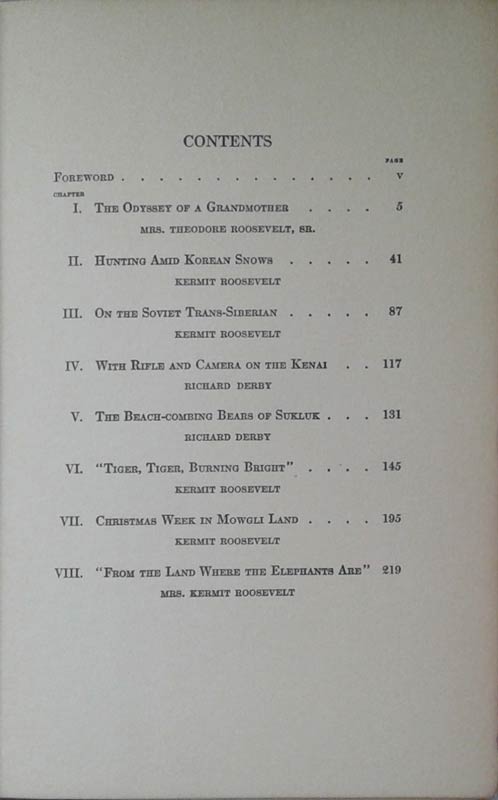 CONTENTS
PAGE
FOREWORD . . . . . . . . . . . . . . V
CHAPTER
I. THE ODYSSEY OF A GRANDMOTHER . . . . 5
MRS. THEODORE ROOSEVELT, SR.
II. HUNTING AMID KOREAN SNOWS . . . . . 41
KERMIT ROOSEVELT
III. ON THE SOVIET TRANS-SIBERIAN . . . . . 87
KERMIT ROOSEVELT
IV. WITH RIFLE AND CAMERA ON THE KENAI . . 117
RICHARD DERBY
V. THE BEACH-COMBING BEARS OF SUKLUK . . . 131
RICHARD DERBY
VI. "TIGER, TIGER, BURNING BRIGHT" . . . . 145
KERMIT ROOSEVELT
VII. CHRISTMAS WEEK IN MOWGLI LAND . . . . 195
KERMIT ROOSEVELT
VIII. "FROM THE LAND WHERE THE ELEPHANTS ARE" 219
MRS. KERMIT ROOSEVELT